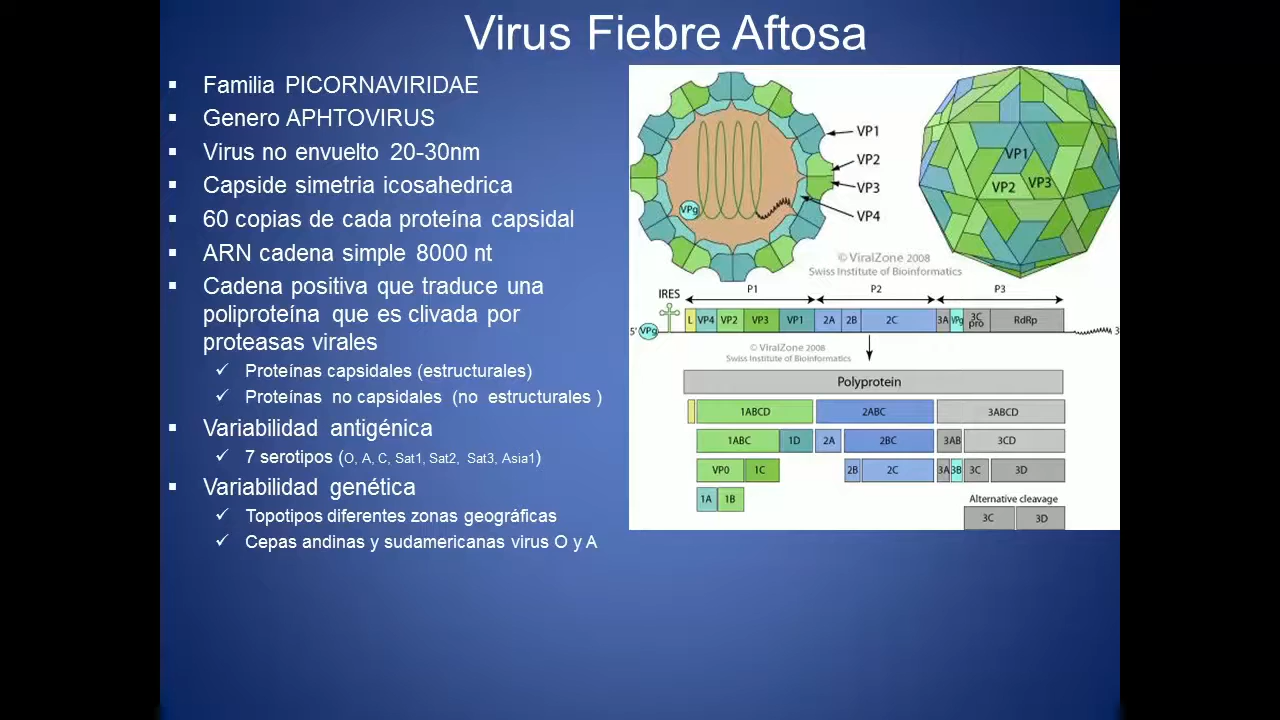 Virus Fiebre Aftosa
Familia PICORNAVIRIDAE
Genero APHTOVIRUS
Virus no envuelto 20-30nm
Capside simetria icosahedrica
60 copias de cada proteína capsidal
ARN cadena simple 8000 nt
Cadena positiva que traduce una
poliproteína que es clivada por
proteasas virales
Proteínas capsidales (estructurales)
Proteínas no capsidales (no estructurales )
Variabilidad antigénica
7 serotipos (O, A, C, Sat1, Sat2, Sat3, Asia1)
Variabilidad genética
Topotipos diferentes zonas geográficas
Cepas andinas y sudamericanas virus O y A
VP1
VP2
VP3
VP4
VPg
VP1
VP2 VP3
© ViralZone 2008
Swiss Institute of Bioinformatics
P1 P2 P3
IRES
5' VPg L VP4 VP2 VP3 VP1 2A 2B 2C 3A VPg 3C pro RdRp 3
© ViralZone 2008
Swiss Institute of Bioinformatics
Polyprotein
1ABCD 2ABC 3ABCD
1ABC 1D 2A 2BC 3AB 3CD
VP0 1C 2B 2C 3A 3B 3C 3D
1A 1B
Alternative cleavage
3C 3D